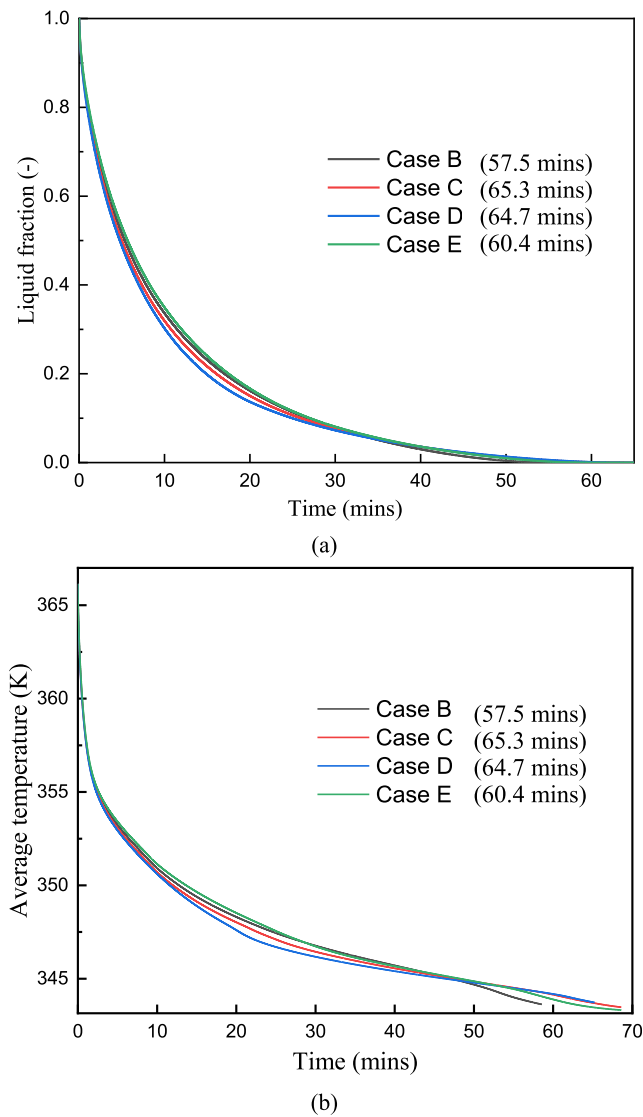 1.0
0.8
0.6
0.4
0.2
0.0
Liquid fraction (-)
Case B (57.5 mins)
Case C (65.3 mins)
Case D (64.7 mins)
Case E (60.4 mins)
0 10 20 30 40 50 60
Time (mins)
(a)
365
360
355
350
345
Average temperature (K)
Case B (57.5 mins)
Case C (65.3 mins)
Case D (64.7 mins)
Case E (60.4 mins)
0 10 20 30 40 50 60 70
Time (mins)
(b)